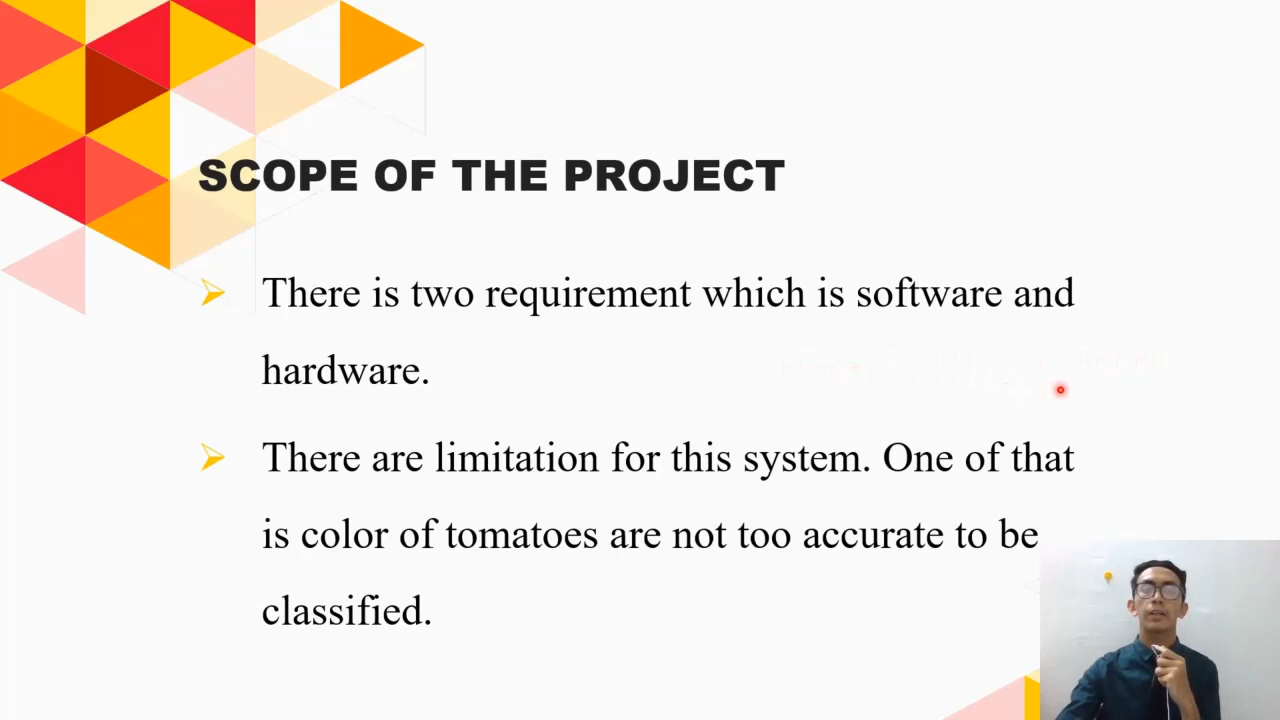 SCOPE OF THE PROJECT
There is two requirement which is software and
hardware.
There are limitation for this system. One of that
is color of tomatoes are not too accurate to be
classified.